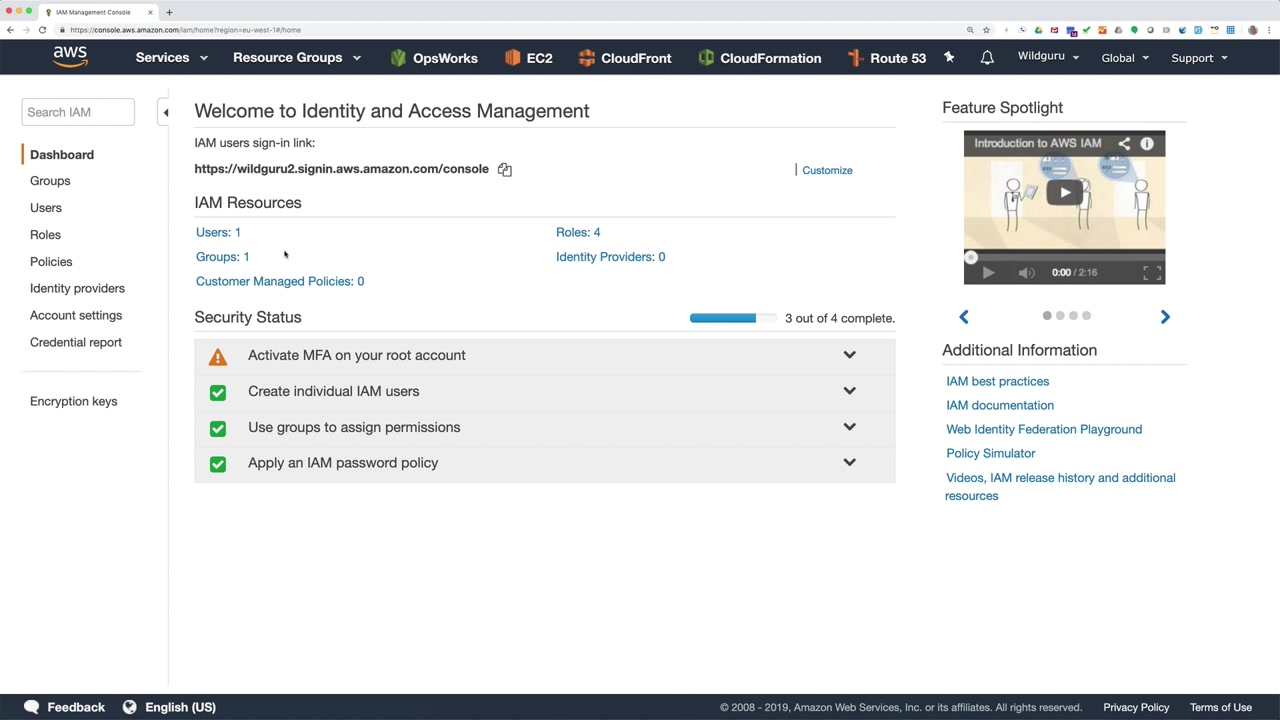 IAM Management Console
https://console.aws.amazon.com/iam/home?region=eu-west-1#/home
aws
Services
Resource Groups
OpsWorks
EC2
CloudFront
CloudFormation
Route 53
Wildguru
Global
Support
Search IAM
Dashboard
Groups
Users
Roles
Policies
Identity providers
Account settings
Credential report
Encryption keys
Welcome to Identity and Access Management
IAM users sign-in link:
https://wildguru2.signin.aws.amazon.com/console
Customize
IAM Resources
Users: 1
Roles: 4
Groups: 1
Identity Providers: 0
Customer Managed Policies: 0
Security Status
3 out of 4 complete.
Activate MFA on your root account
Create individual IAM users
Use groups to assign permissions
Apply an IAM password policy
Feature Spotlight
Introduction to AWS IAM
0:00 / 2:16
Additional Information
IAM best practices
IAM documentation
Web Identity Federation Playground
Policy Simulator
Videos, IAM release history and additional
resources
Feedback
English (US)
© 2008 - 2019, Amazon Web Services, Inc. or its affiliates. All rights reserved.
Privacy Policy
Terms of Use